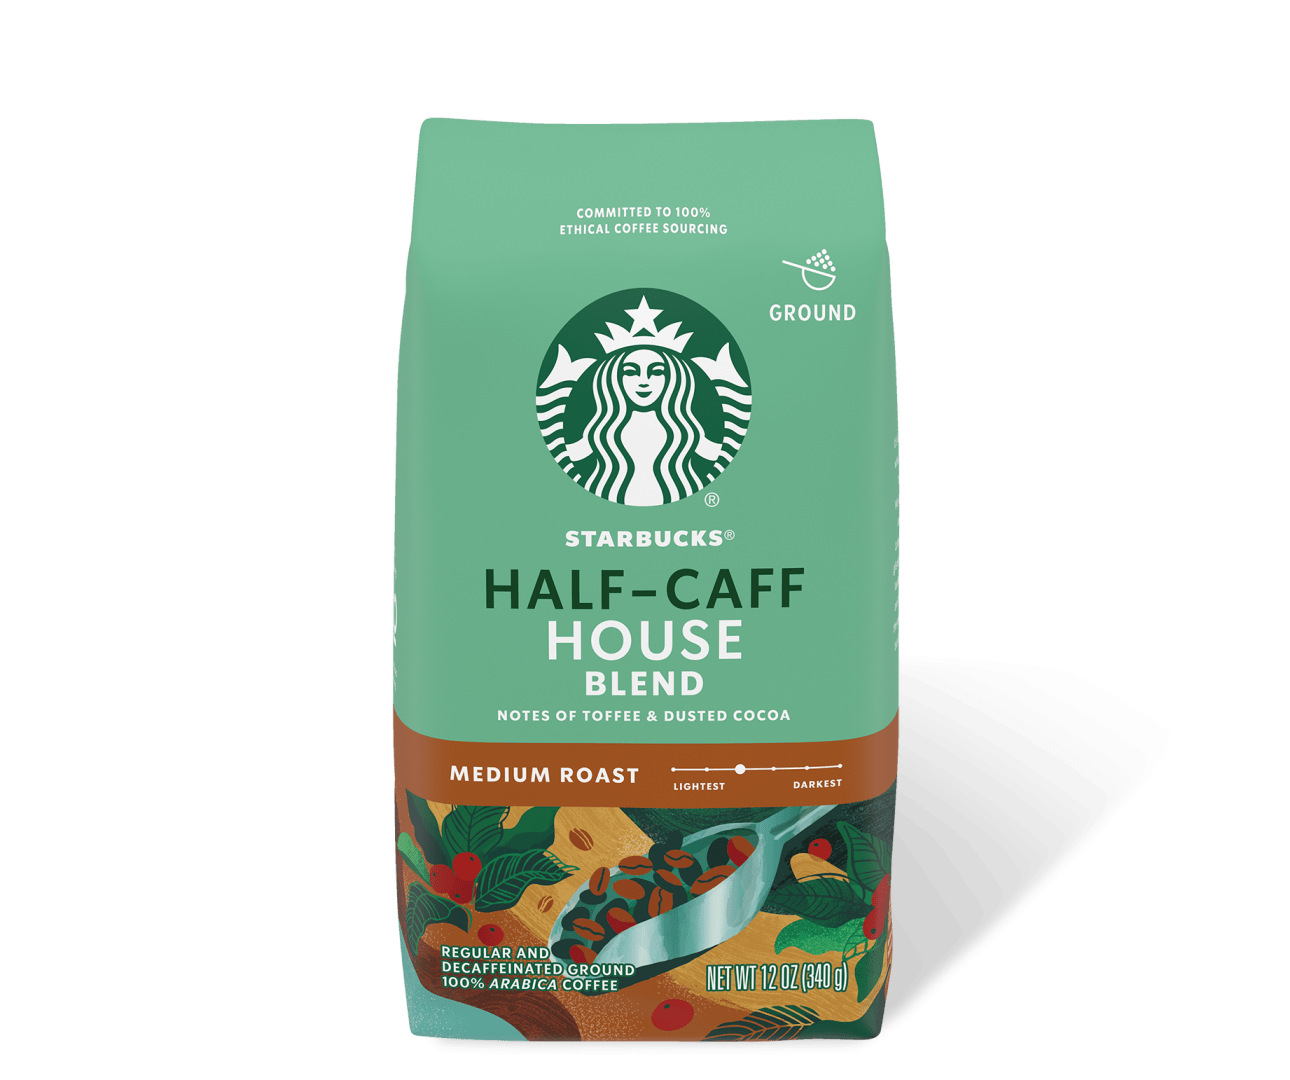 COMMITTED TO 100%
ETHICAL COFFEE SOURCING
GROUND
®
STARBUCKS®
HALF-CAFF
HOUSE
BLEND
NOTES OF TOFFEE & DUSTED COCOA
MEDIUM ROAST
LIGHTEST
DARKEST
REGULAR AND
DECAFFEINATED GROUND
100% ARABICA COFFEE
NET WT 12 OZ (340 g)